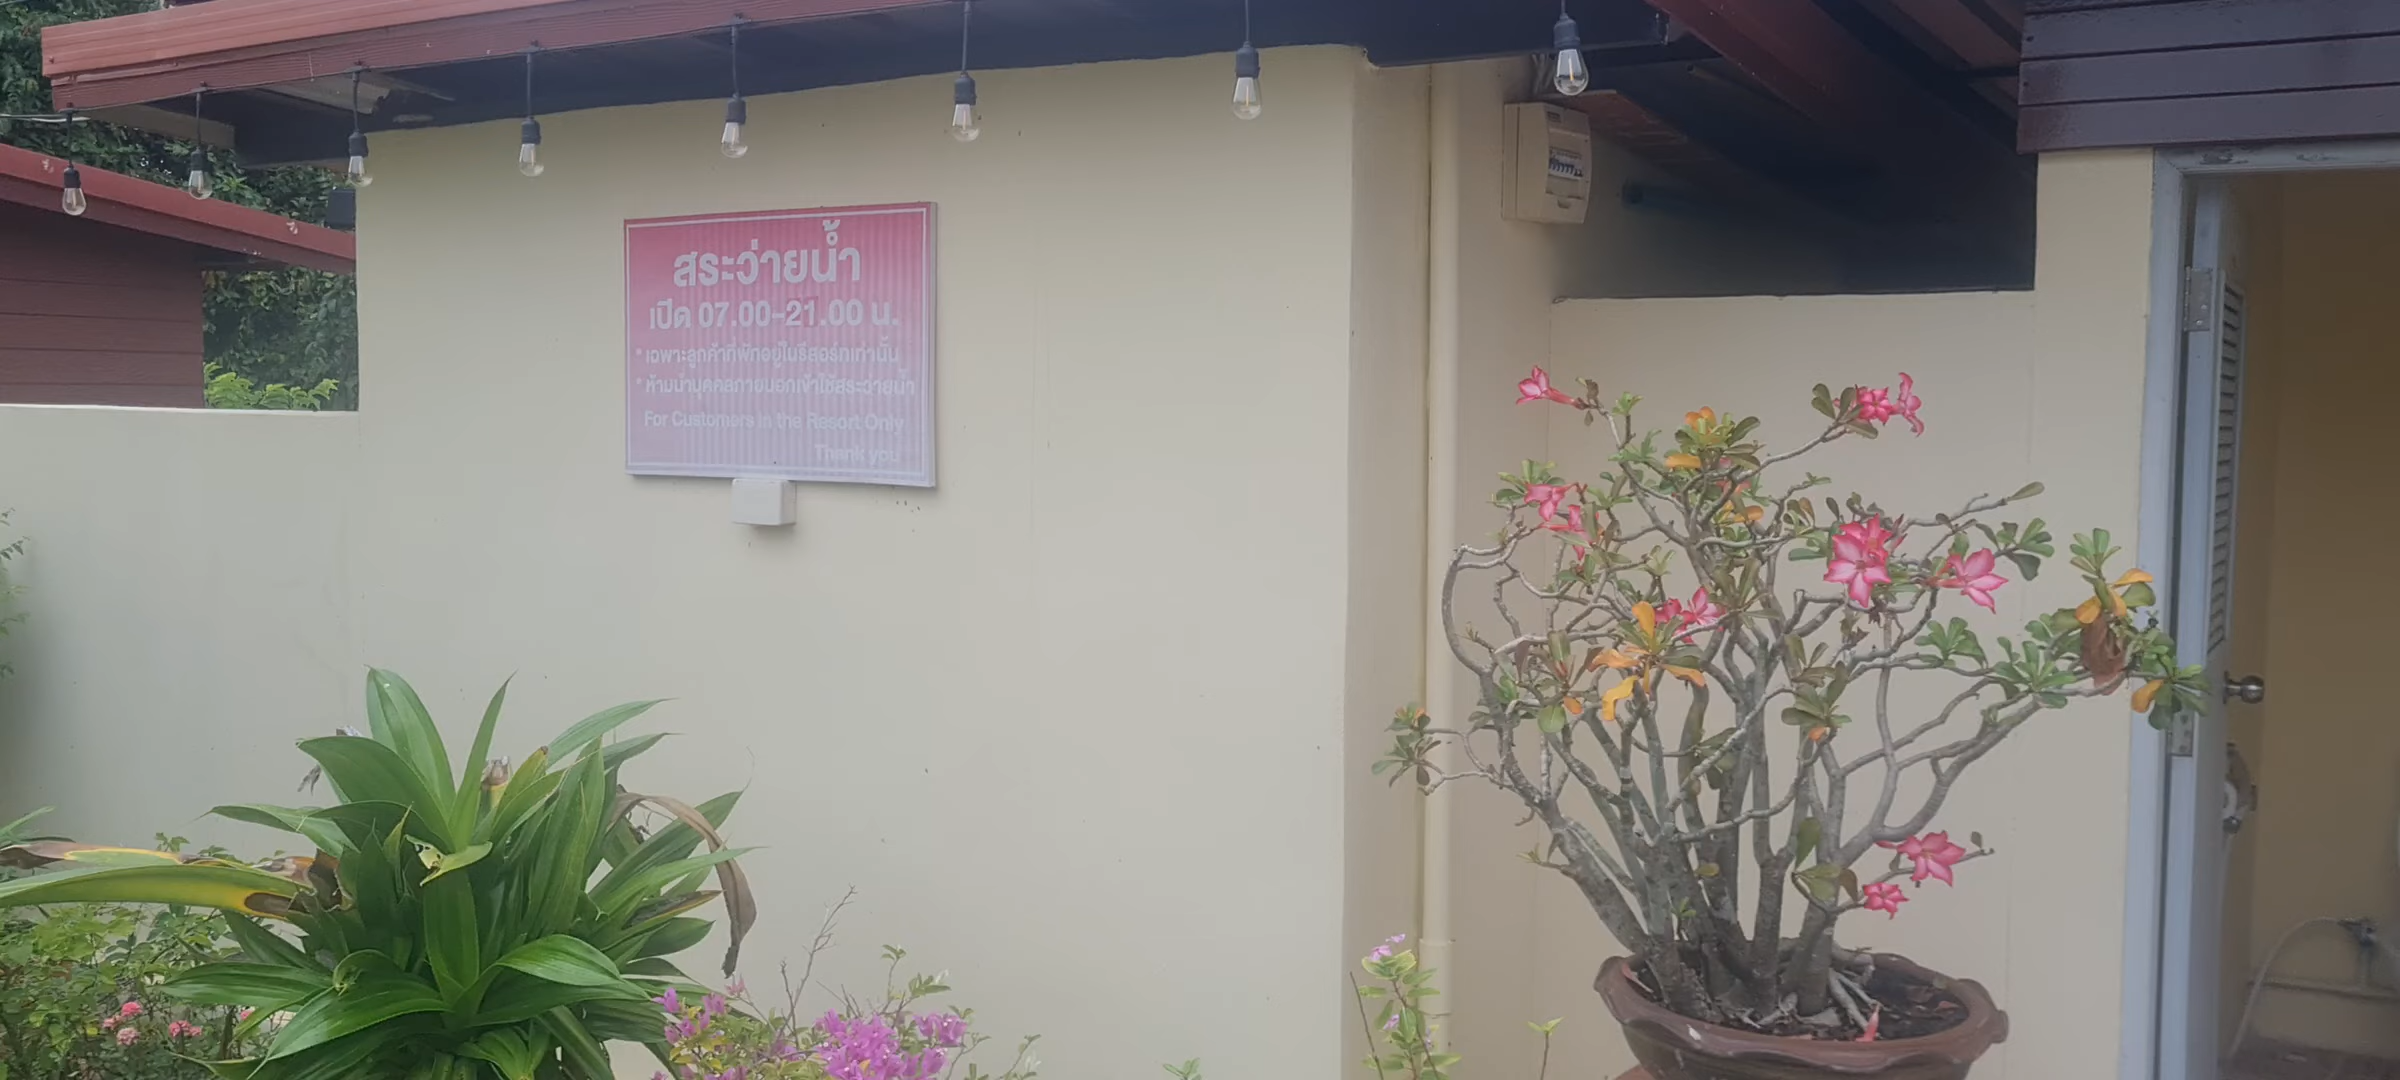 สระว่ายน้ำ
เปิด 07.00-21.00 น.
* เฉพาะลูกค้าที่พักอยู่ในรีสอร์ทเท่านั้น
* ห้ามนำบุคคลภายนอกเข้าใช้สระว่ายน้ำ
For Customers in the Resort Only
Thank you